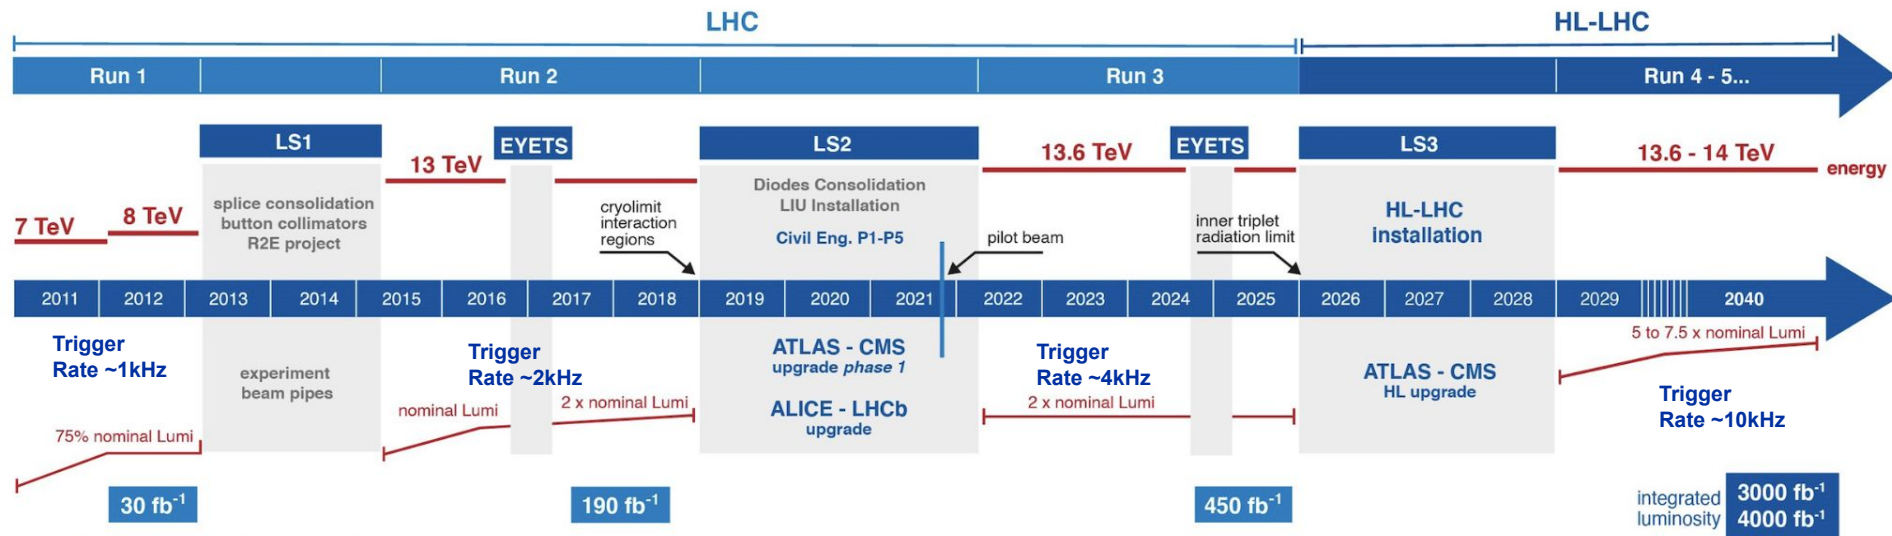 LHC
HL-LHC
Run 1
Run 2
Run 3
Run 4 - 5...
LS1
EYETS
LS2
EYETS
LS3
7 TeV
8 TeV
13 TeV
13.6 TeV
13.6 - 14 TeV
energy
splice consolidation
button collimators
R2E project
cryolimit
interaction
regions
Diodes Consolidation
LIU Installation
Civil Eng. P1-P5
pilot beam
inner triplet
radiation limit
HL-LHC
installation
2011
2012
2013
2014
2015
2016
2017
2018
2019
2020
2021
2022
2023
2024
2025
2026
2027
2028
2029
2040
Trigger
Rate ~1kHz
experiment
beam pipes
Trigger
Rate ~2kHz
ATLAS - CMS
upgrade phase 1
ALICE - LHCb
upgrade
Trigger
Rate ~4kHz
ATLAS - CMS
HL upgrade
5 to 7.5 x nominal Lumi
Trigger
Rate ~10kHz
75% nominal Lumi
nominal Lumi
2 x nominal Lumi
2 x nominal Lumi
30 fb⁻¹
190 fb⁻¹
450 fb⁻¹
integrated
luminosity
3000 fb⁻¹
4000 fb⁻¹